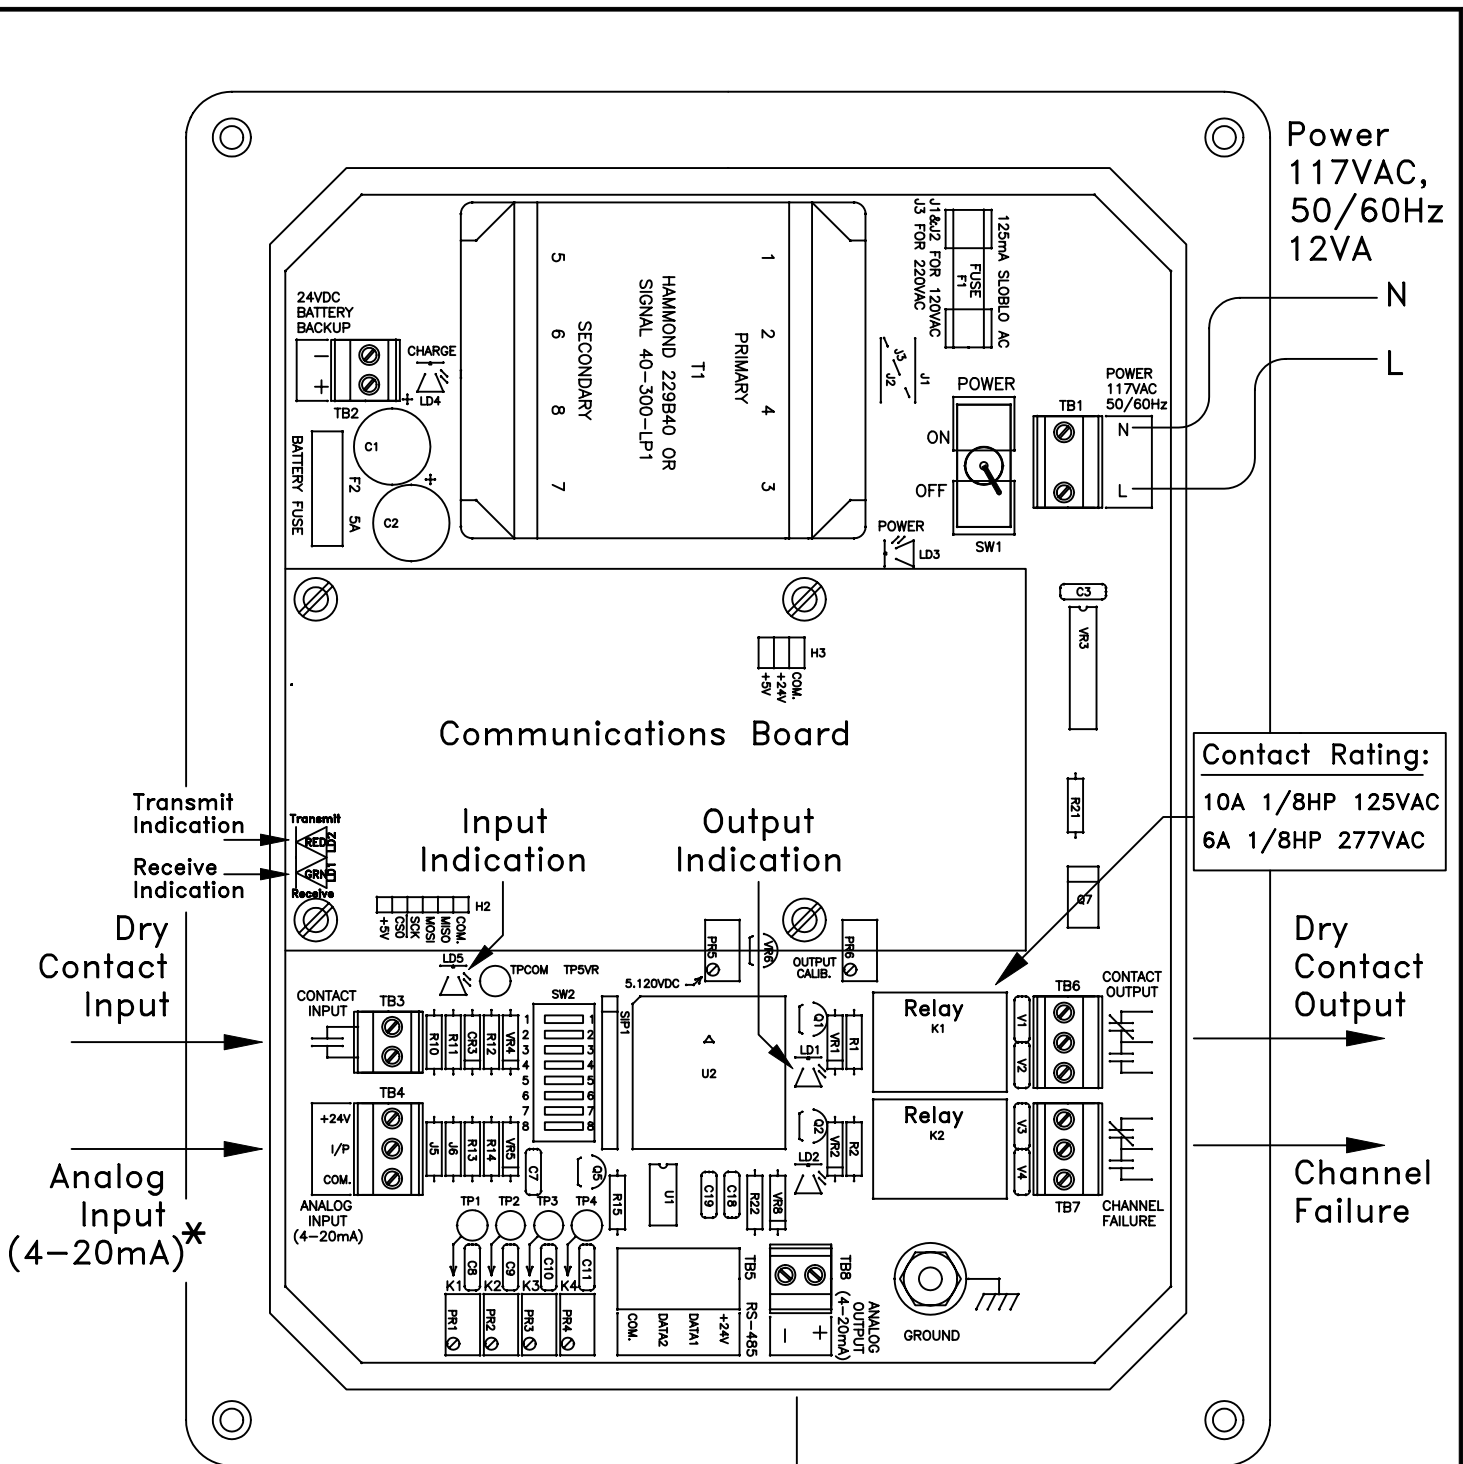 Power
117VAC,
50/60Hz
12VA
N
L
125mA SLOBLO AC
FUSE
F1
J1&J2 FOR 120VAC
J3 FOR 220VAC
J1
J3
J2
5
6
8
7
SECONDARY
HAMMOND 229B40 OR
SIGNAL 40-300-LP1
T1
PRIMARY
1
2
4
3
24VDC
BATTERY
BACKUP
−
+
TB2
CHARGE
LD4
+
C1
+
C2
BATTERY FUSE
F2 5A
POWER
ON
OFF
SW1
POWER
LD3
POWER
117VAC
50/60Hz
TB1
N
L
C3
VR3
H3
+5V
+24V
COM.
Communications Board
Contact Rating:
10A 1/8HP 125VAC
6A 1/8HP 277VAC
R21
Q7
Transmit
Indication
Receive
Indication
Transmit
RED
LD2
GRN
LD1
Receive
Input
Indication
Output
Indication
H2
+5V
CS0
SCK
MOSI
MISO
COM.
Dry
Contact
Input
Dry
Contact
Output
LD5
TPCOM
TP5VR
PR5
VR6
PR6
5.120VDC
OUTPUT
CALIB.
CONTACT
INPUT
TB3
R10
R11
CR3
R12
VR4
SW2
1
2
3
4
5
6
7
8
1
2
3
4
5
6
7
8
SIP1
U2
Q1
LD1
VR1
R1
Relay
K1
V1
V2
TB6
CONTACT
OUTPUT
TB4
+24V
I/P
COM.
ANALOG
INPUT
(4-20mA)
J5
J6
R13
R14
VR5
C7
Q5
R15
U1
C19
C18
R22
VR8
Q2
LD2
VR2
R2
Relay
K2
V3
V4
TB7
CHANNEL
FAILURE
Analog
Input
(4-20mA)*
Channel
Failure
TP1
TP2
TP3
TP4
C8
C9
C10
C11
K1
K2
K3
K4
PR1
PR2
PR3
PR4
COM.
DATA2
DATA1
+24V
TB5 RS-485
−
+
TB8 (4-20mA)
ANALOG
OUTPUT
GROUND